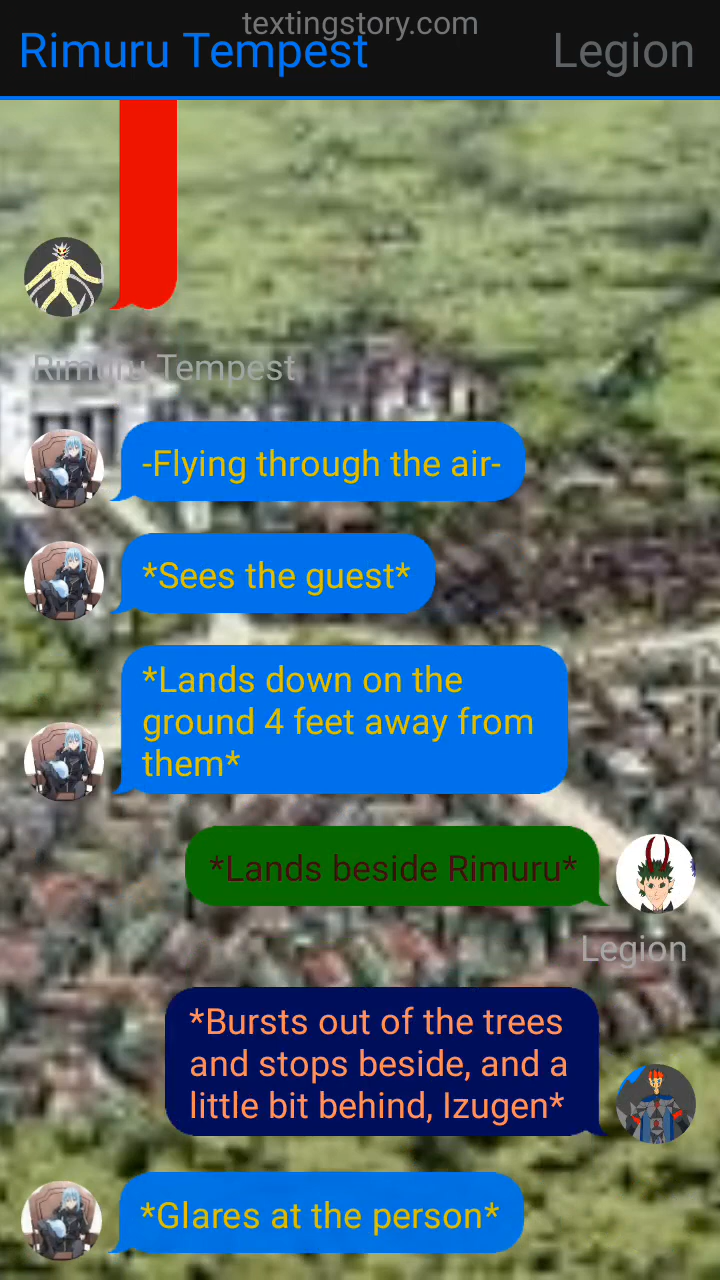 textingstory.com
Rimuru Tempest
Legion
Rimuru Tempest
-Flying through the air-
*Sees the guest*
*Lands down on the
ground 4 feet away from
them*
*Lands beside Rimuru*
Legion
*Bursts out of the trees
and stops beside, and a
little bit behind, Izugen*
*Glares at the person*